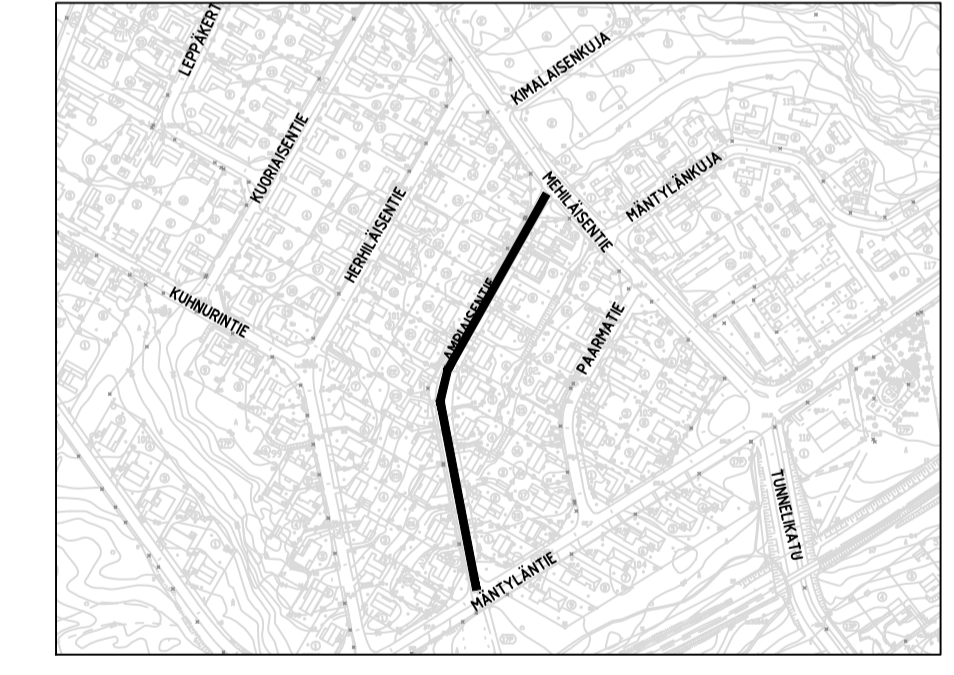 LEPPÄKERT
KIMALAISENKUJA
KUORIAISENTIE
MÄNTYLÄNKUJA
MEHILÄISENTIE
HERHILÄISENTIE
KUHNURINTIE
AMPIAISENTIE
PAARMATIE
TUNNELIKATU
MÄNTYLÄNTIE